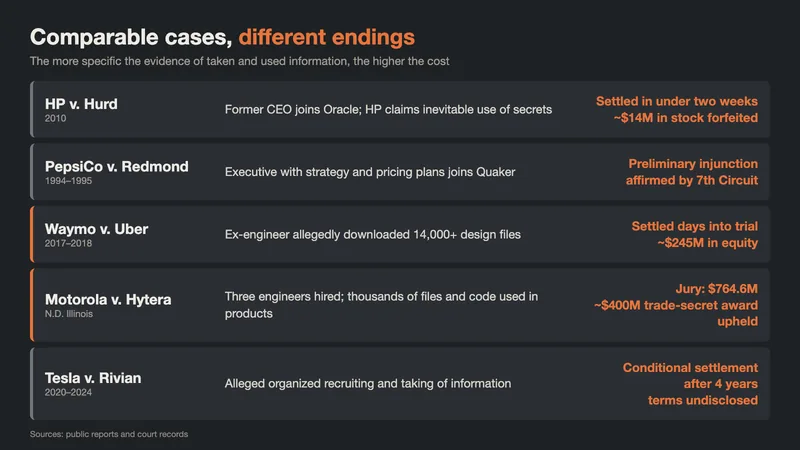 Comparable cases, different endings
The more specific the evidence of taken and used information, the higher the cost
HP v. Hurd
2010
Former CEO joins Oracle; HP claims inevitable use of secrets
Settled in under two weeks
~$14M in stock forfeited
PepsiCo v. Redmond
1994–1995
Executive with strategy and pricing plans joins Quaker
Preliminary injunction
affirmed by 7th Circuit
Waymo v. Uber
2017–2018
Ex-engineer allegedly downloaded 14,000+ design files
Settled days into trial
~$245M in equity
Motorola v. Hytera
N.D. Illinois
Three engineers hired; thousands of files and code used in
products
Jury: $764.6M
~$400M trade-secret award
upheld
Tesla v. Rivian
2020–2024
Alleged organized recruiting and taking of information
Conditional settlement
after 4 years
terms undisclosed
Sources: public reports and court records